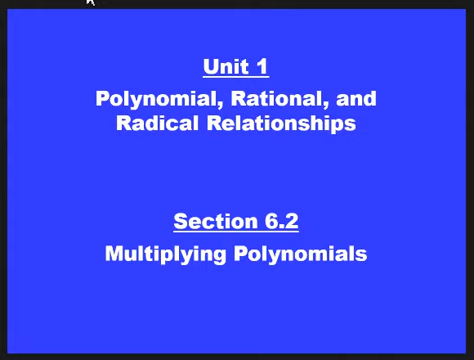 Unit 1
Polynomial, Rational, and
Radical Relationships
Section 6.2
Multiplying Polynomials